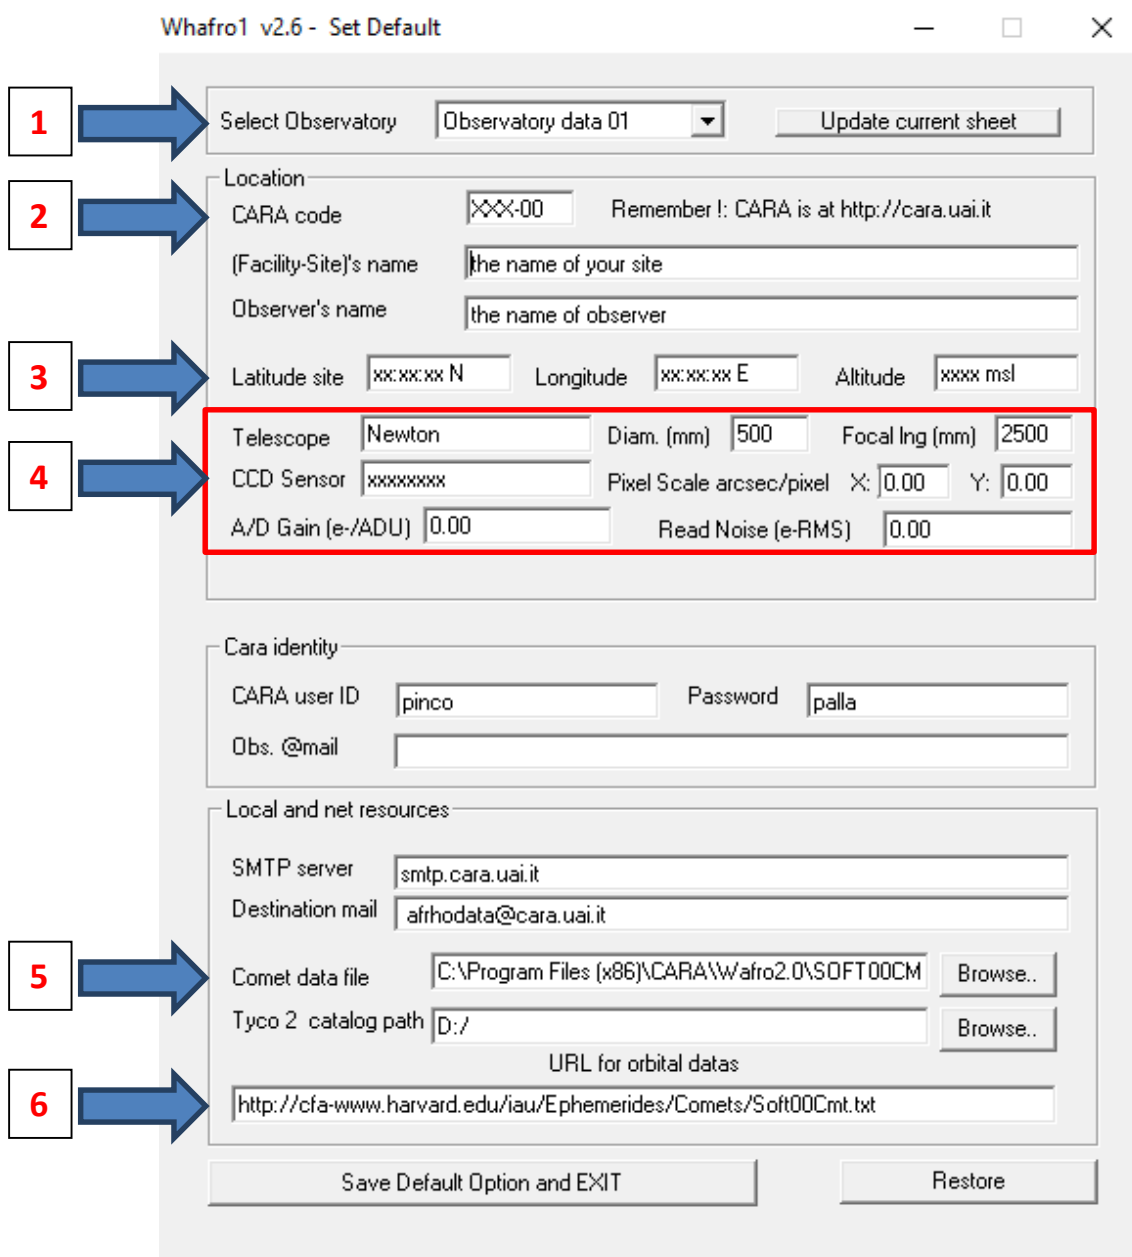 Whafro1 v2.6 - Set Default
1
Select Observatory Observatory data 01 Update current sheet
Location
2
CARA code XXX-00 Remember !: CARA is at http://cara.uai.it
(Facility-Site)'s name the name of your site
Observer's name the name of observer
3
Latitude site xx:xx:xx N Longitude xx:xx:xx E Altitude xxxx msl
Telescope Newton Diam. (mm) 500 Focal lng (mm) 2500
4
CCD Sensor xxxxxxxx Pixel Scale arcsec/pixel X: 0.00 Y: 0.00
A/D Gain (e-/ADU) 0.00 Read Noise (e-RMS) 0.00
Cara identity
CARA user ID pinco Password palla
Obs. @mail
Local and net resources
SMTP server smtp.cara.uai.it
Destination mail afrhodata@cara.uai.it
5
Comet data file C:\Program Files (x86)\CARA\Wafro2.0\SOFT00CM Browse..
Tyco 2 catalog path D:/ Browse..
URL for orbital datas
6
http://cfa-www.harvard.edu/iau/Ephemerides/Comets/Soft00Cmt.txt
Save Default Option and EXIT Restore